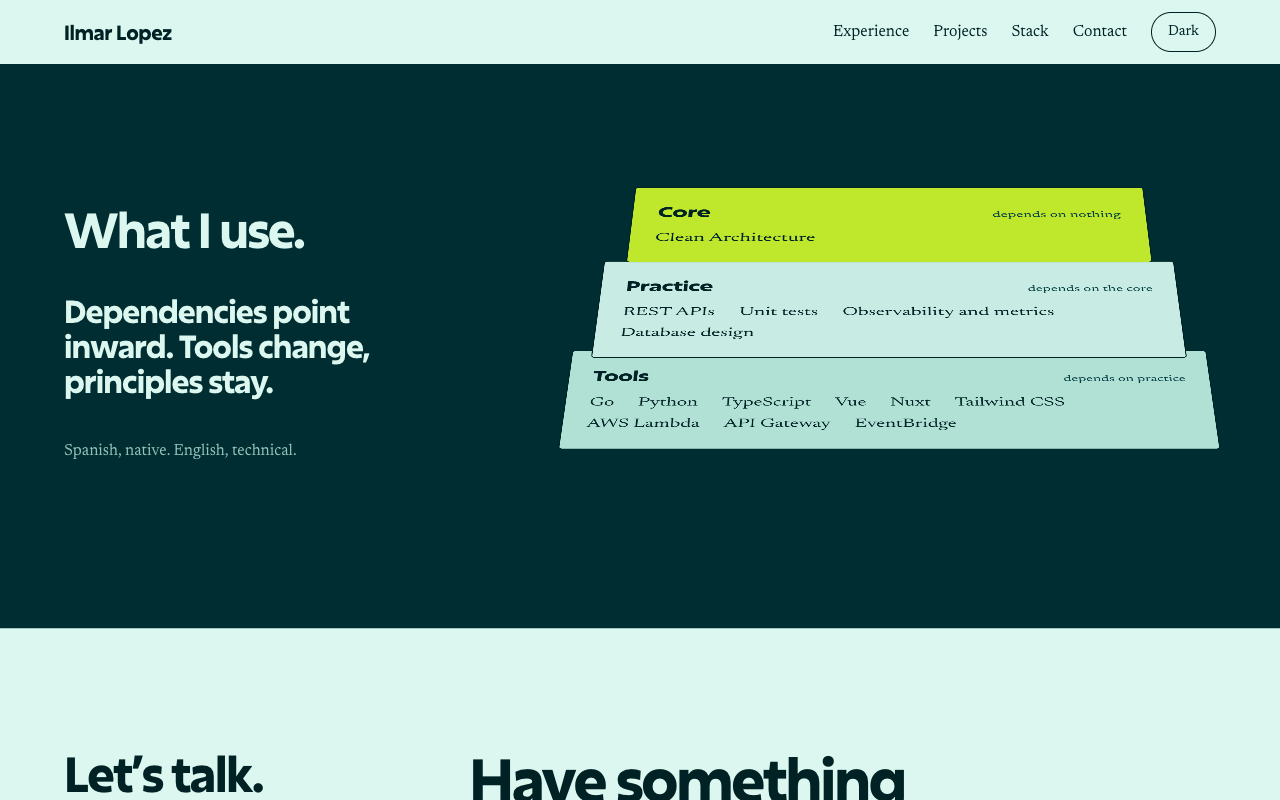 Ilmar Lopez
Experience Projects Stack Contact Dark
What I use.
Dependencies point
inward. Tools change,
principles stay.
Spanish, native. English, technical.
Core depends on nothing
Clean Architecture
Practice depends on the core
REST APIs Unit tests Observability and metrics
Database design
Tools depends on practice
Go Python TypeScript Vue Nuxt Tailwind CSS
AWS Lambda API Gateway EventBridge
Let’s talk.
Have something